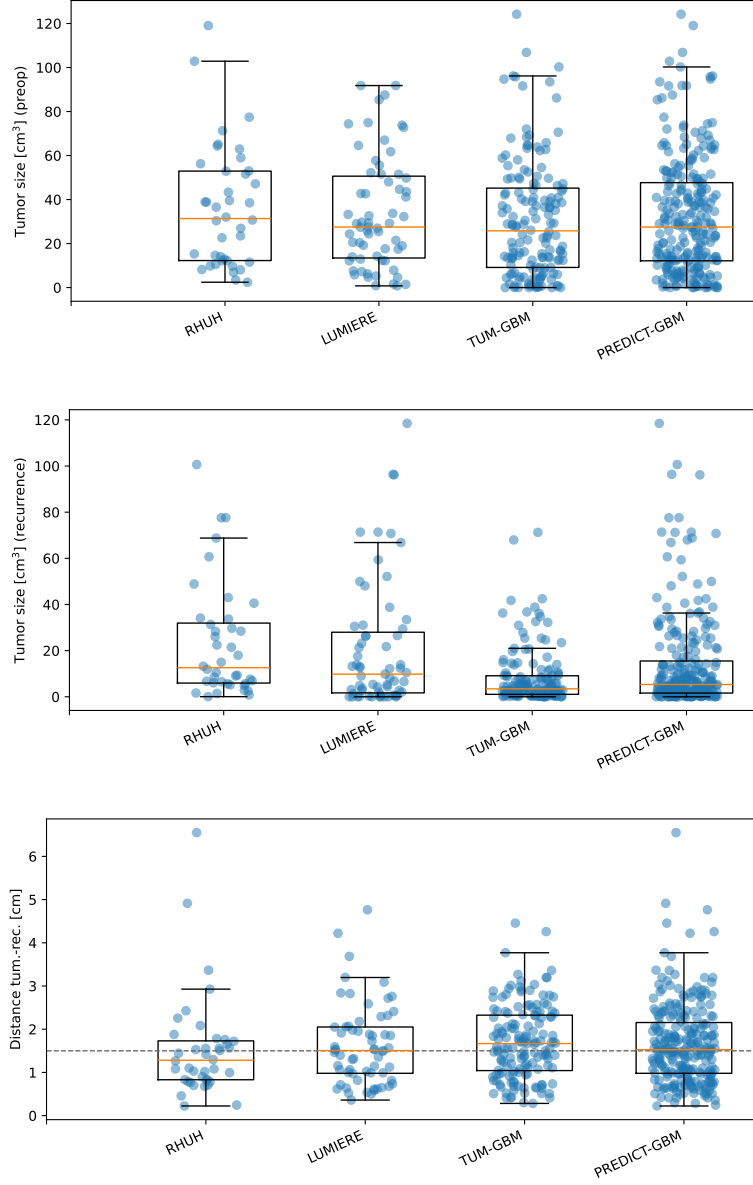 Tumor size [cm³] (preop)
120
100
80
60
40
20
0
RHUH
LUMIERE
TUM-GBM
PREDICT-GBM
Tumor size [cm³] (recurrence)
120
100
80
60
40
20
0
RHUH
LUMIERE
TUM-GBM
PREDICT-GBM
Distance tum.-rec. [cm]
6
5
4
3
2
1
0
RHUH
LUMIERE
TUM-GBM
PREDICT-GBM